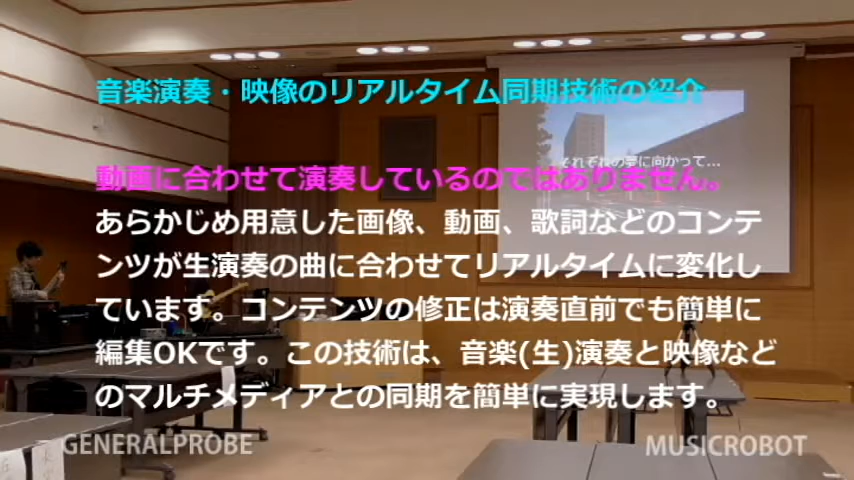 音楽演奏・映像のリアルタイム同期技術の紹介
それぞれの夢に向かって...
動画に合わせて演奏しているのではありません。
あらかじめ用意した画像、動画、歌詞などのコンテ
ンツが生演奏の曲に合わせてリアルタイムに変化し
ています。コンテンツの修正は演奏直前でも簡単に
編集OKです。この技術は、音楽(生)演奏と映像など
のマルチメディアとの同期を簡単に実現します。
GENERALPROBE
MUSICROBOT